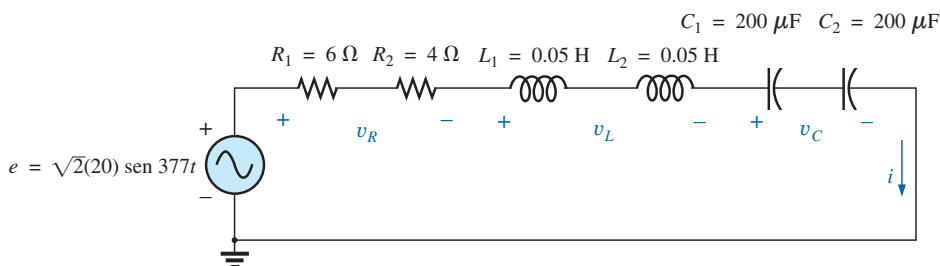 C₁ = 200 μF C₂ = 200 μF
R₁ = 6 Ω R₂ = 4 Ω L₁ = 0.05 H L₂ = 0.05 H
+ v_R − + v_L − + v_C −
+
e = √2(20) sen 377t
−
i